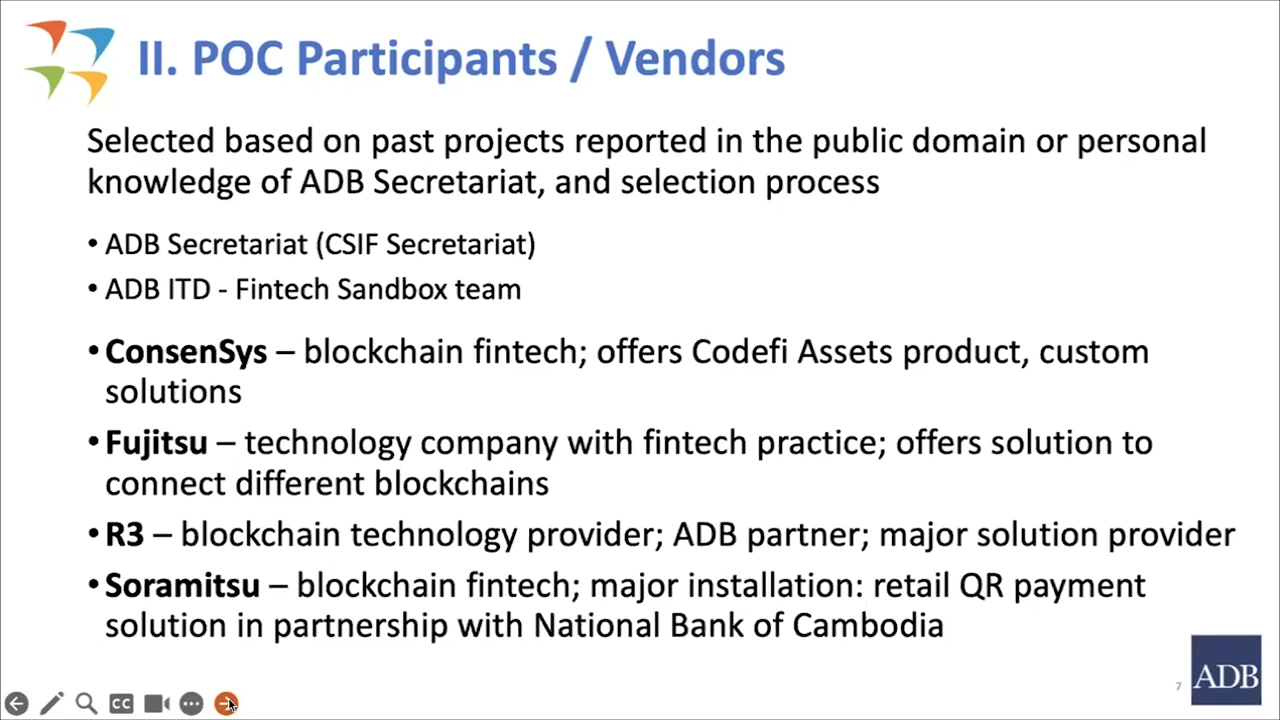 II. POC Participants / Vendors
Selected based on past projects reported in the public domain or personal
knowledge of ADB Secretariat, and selection process
• ADB Secretariat (CSIF Secretariat)
• ADB ITD - Fintech Sandbox team
• ConsenSys – blockchain fintech; offers Codefi Assets product, custom
solutions
• Fujitsu – technology company with fintech practice; offers solution to
connect different blockchains
• R3 – blockchain technology provider; ADB partner; major solution provider
• Soramitsu – blockchain fintech; major installation: retail QR payment
solution in partnership with National Bank of Cambodia
CC
7
ADB